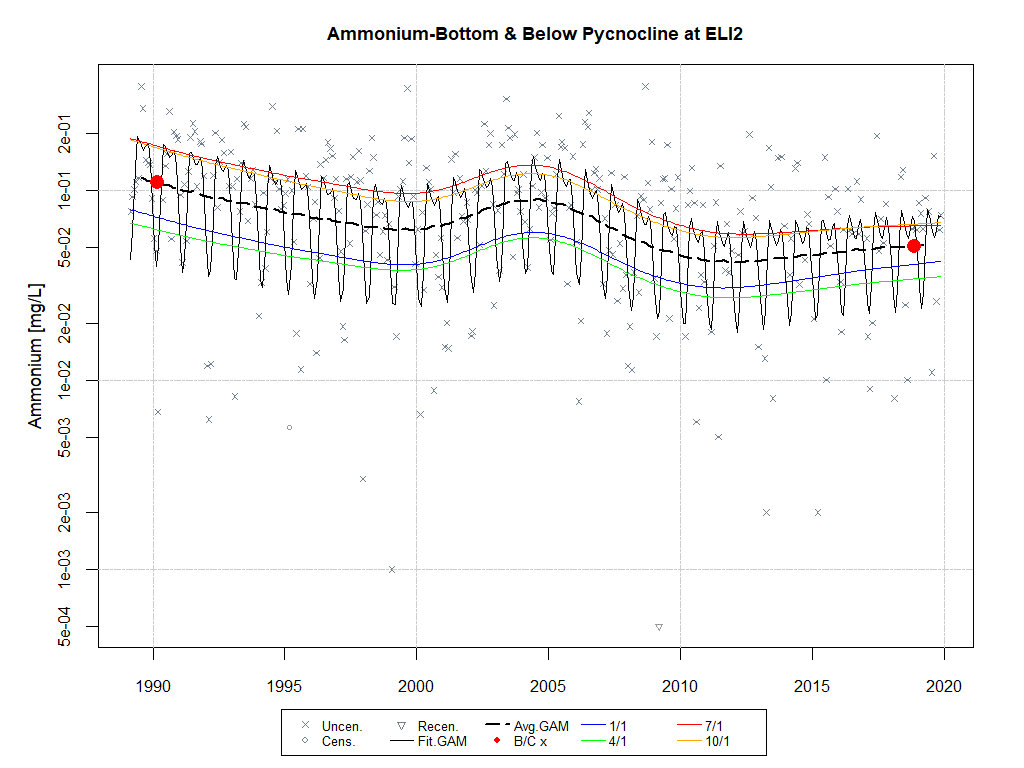 Ammonium-Bottom & Below Pycnocline at ELI2
Ammonium [mg/L]
2e-01
1e-01
5e-02
2e-02
1e-02
5e-03
2e-03
1e-03
5e-04
1990 1995 2000 2005 2010 2015 2020
Uncen. Recen. Avg.GAM 1/1 7/1
Cens. Fit.GAM B/C x 4/1 10/1